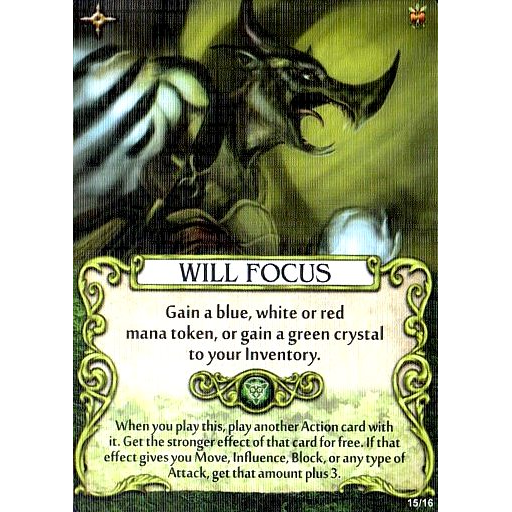 WILL FOCUS
Gain a blue, white or red
mana token, or gain a green crystal
to your Inventory.
When you play this, play another Action card with
it. Get the stronger effect of that card for free. If that
effect gives you Move, Influence, Block, or any type of
Attack, get that amount plus 3.
15/16